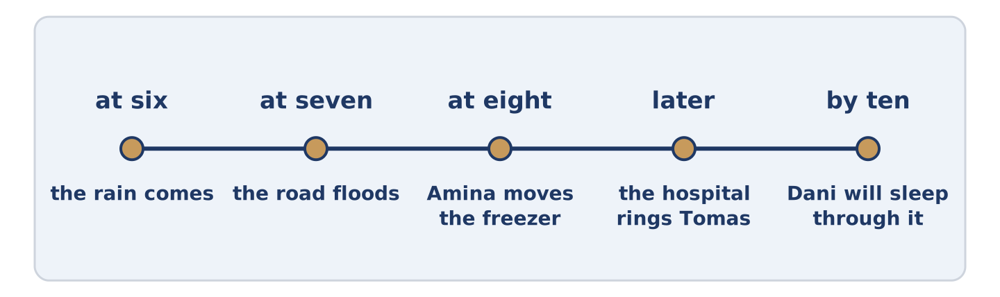 at six
the rain comes
at seven
the road floods
at eight
Amina moves
the freezer
later
the hospital
rings Tomas
by ten
Dani will sleep
through it